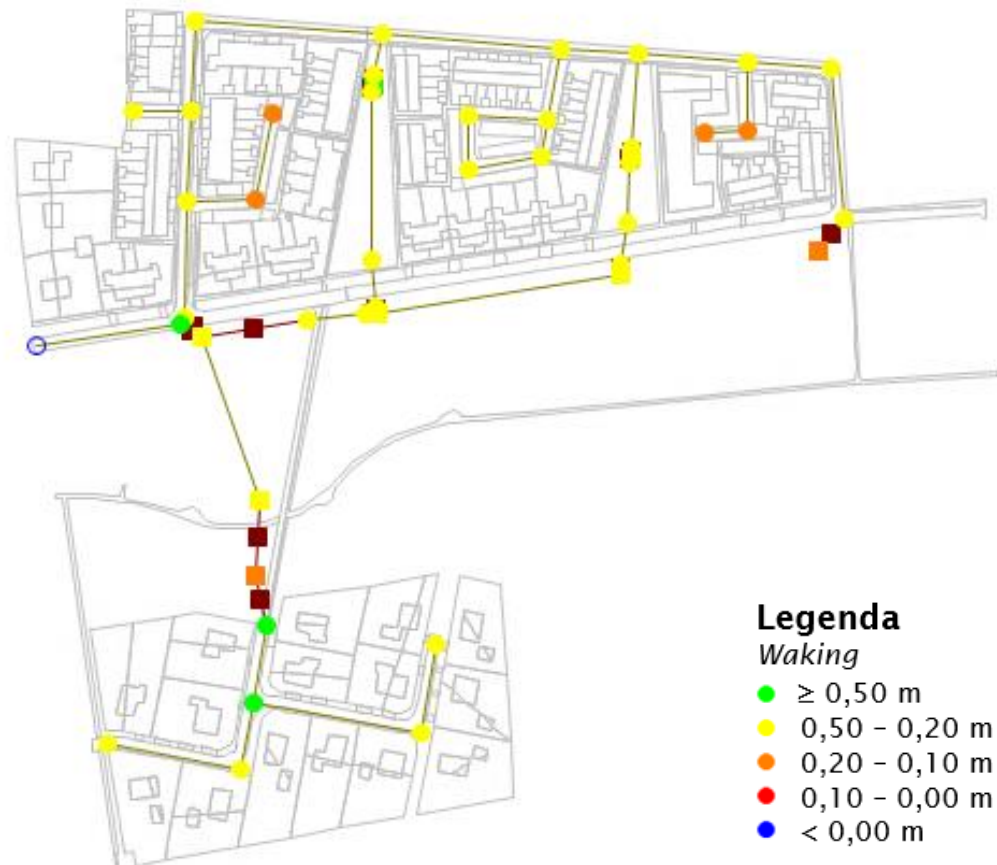 Legenda
Waking
≥ 0,50 m
0,50 – 0,20 m
0,20 – 0,10 m
0,10 – 0,00 m
< 0,00 m